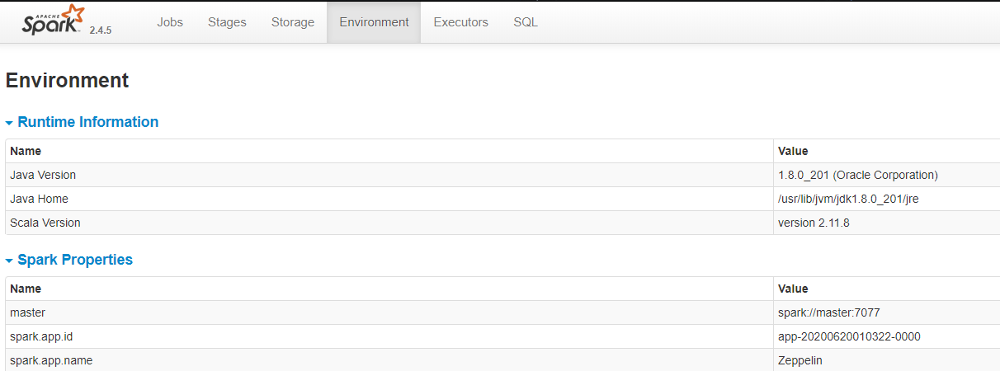 APACHE
Spark 2.4.5 Jobs Stages Storage Environment Executors SQL
Environment
Runtime Information
Name Value
Java Version 1.8.0_201 (Oracle Corporation)
Java Home /usr/lib/jvm/jdk1.8.0_201/jre
Scala Version version 2.11.8
Spark Properties
Name Value
master spark://master:7077
spark.app.id app-20200620010322-0000
spark.app.name Zeppelin